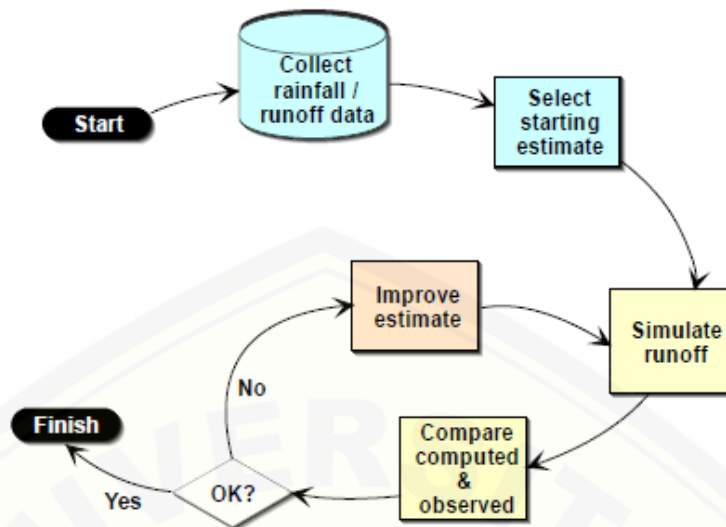 Start
Collect
rainfall /
runoff data
Select
starting
estimate
Simulate
runoff
Improve
estimate
No
Compare
computed
&
observed
OK?
Yes
Finish